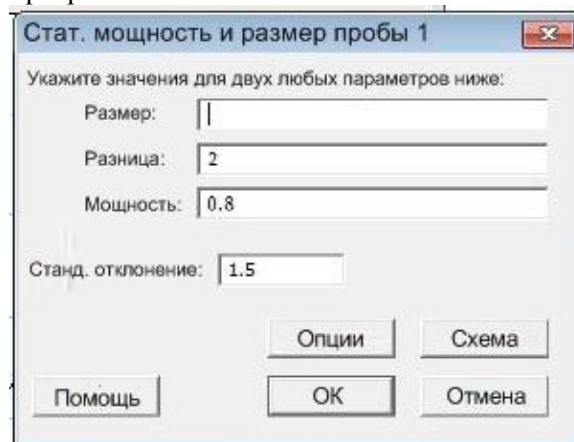 Стат. мощность и размер пробы 1
Укажите значения для двух любых параметров ниже:
Размер:
Разница: 2
Мощность: 0.8
Станд. отклонение: 1.5
Опции Схема
Помощь ОК Отмена